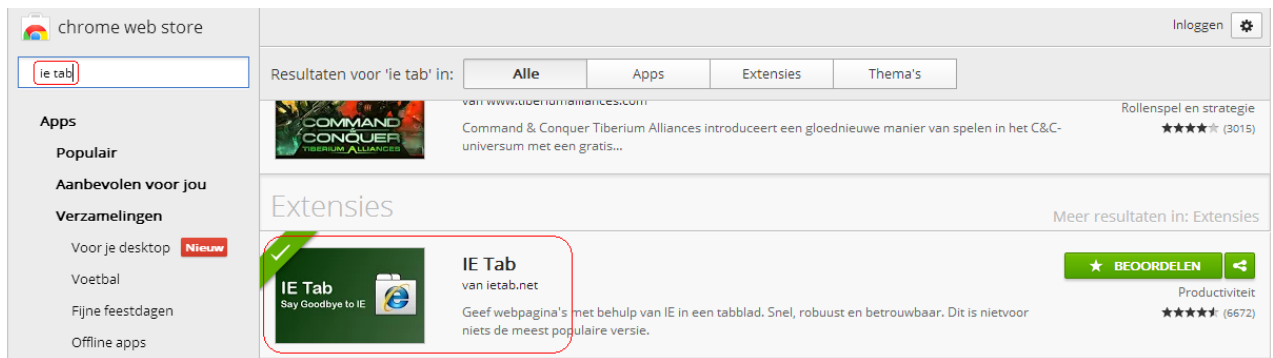 chrome web store
Inloggen
ie tab
Resultaten voor 'ie tab' in:
Alle
Apps
Extensies
Thema's
Apps
Populair
Aanbevolen voor jou
Verzamelingen
Voor je desktop Nieuw
Voetbal
Fijne feestdagen
Offline apps
COMMAND
CONQUER
TIBERIUM ALLIANCES
van www.tiberiumalliances.com
Command & Conquer Tiberium Alliances introduceert een gloednieuwe manier van spelen in het C&C-
universum met een gratis...
Rollenspel en strategie
(3015)
Extensies
Meer resultaten in: Extensies
IE Tab
Say Goodbye to IE
IE Tab
van ietab.net
Geef webpagina's met behulp van IE in een tabblad. Snel, robuust en betrouwbaar. Dit is nietvoor
niets de meest populaire versie.
BEOORDELEN
Productiviteit
(6672)